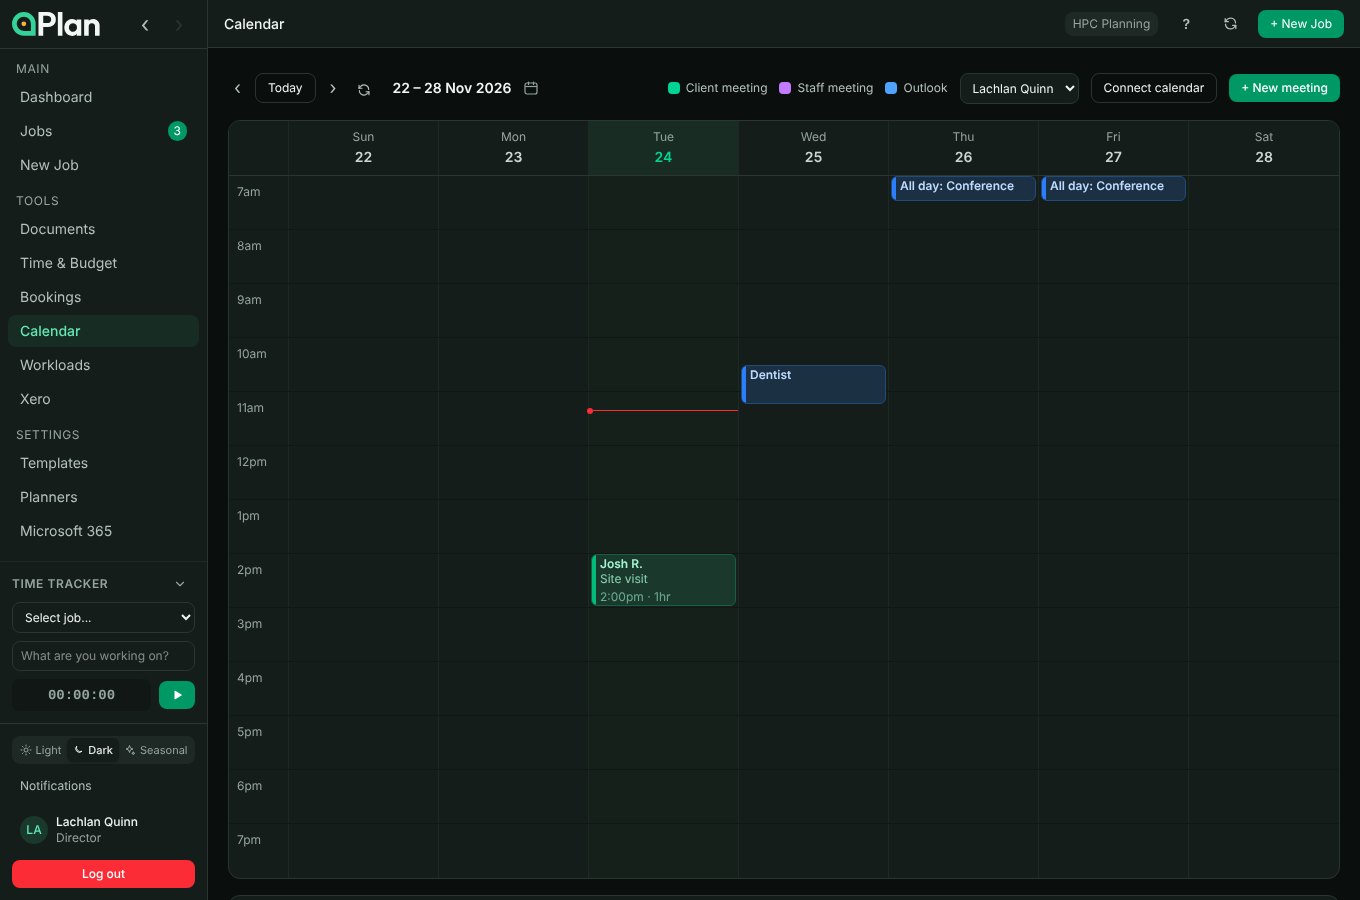 aPlan
Calendar
HPC Planning
?
+ New Job
MAIN
Dashboard
Jobs
3
New Job
TOOLS
Documents
Time & Budget
Bookings
Calendar
Workloads
Xero
SETTINGS
Templates
Planners
Microsoft 365
TIME TRACKER
Select job...
What are you working on?
00:00:00
Light
Dark
Seasonal
Notifications
LA
Lachlan Quinn
Director
Log out
Today
22 – 28 Nov 2026
Client meeting
Staff meeting
Outlook
Lachlan Quinn
Connect calendar
+ New meeting
Sun
22
Mon
23
Tue
24
Wed
25
Thu
26
Fri
27
Sat
28
7am
All day: Conference
All day: Conference
8am
9am
10am
Dentist
11am
12pm
1pm
2pm
Josh R.
Site visit
2:00pm · 1hr
3pm
4pm
5pm
6pm
7pm